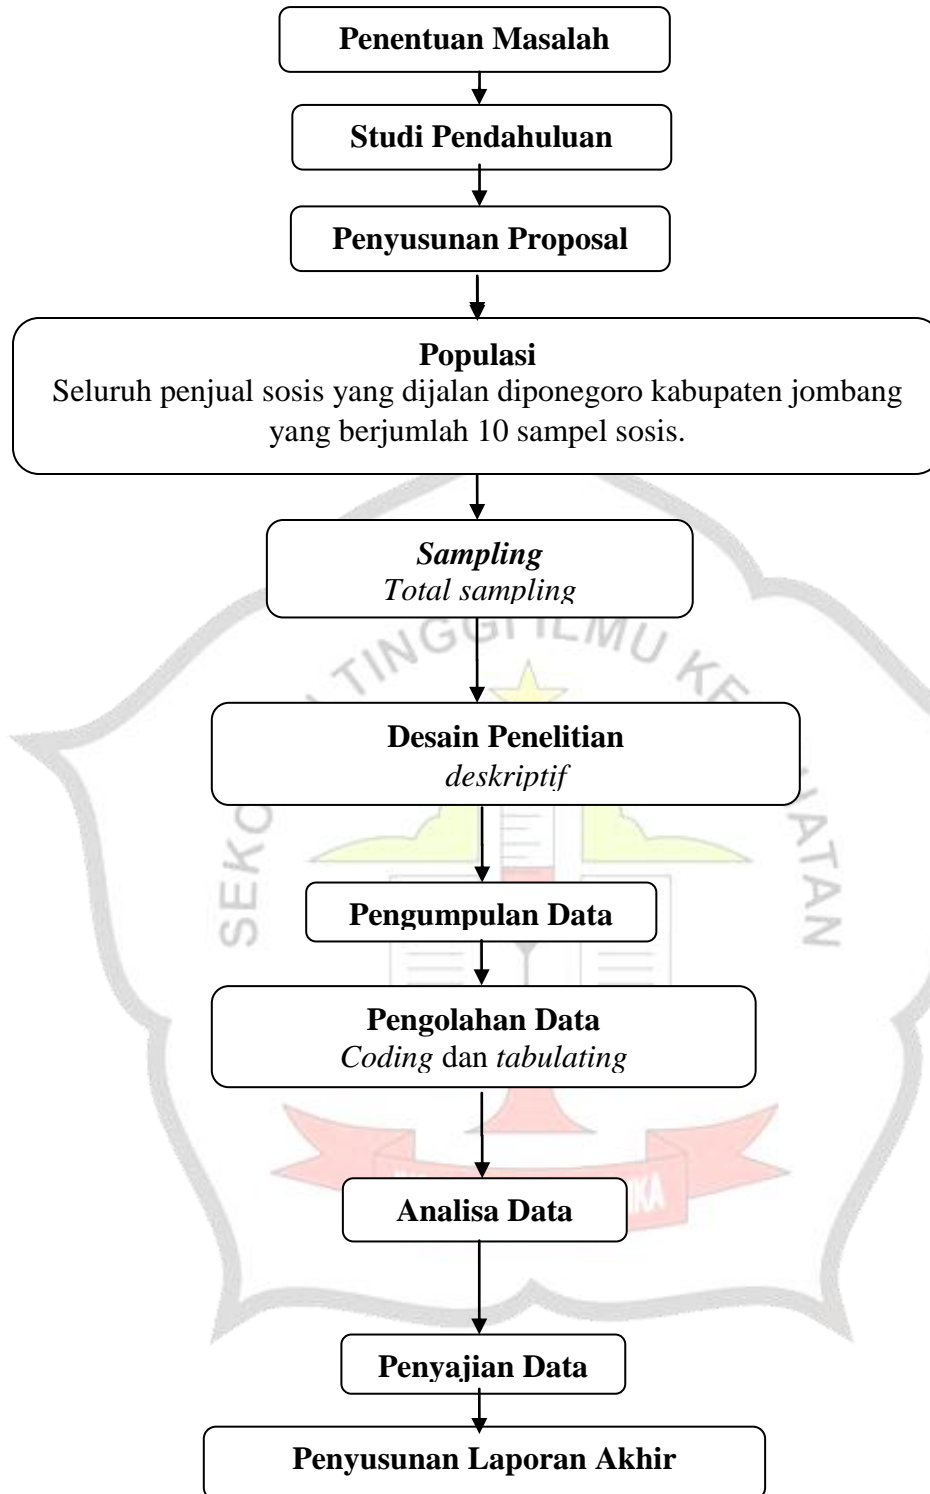 Penentuan Masalah
Studi Pendahuluan
Penyusunan Proposal
Populasi
Seluruh penjual sosis yang dijalan diponegoro kabupaten jombang
yang berjumlah 10 sampel sosis.
Sampling
Total sampling
TINGGI ILMU
Desain Penelitian
deskriptif
Pengumpulan Data
Pengolahan Data
Coding dan tabulating
Analisa Data
Penyajian Data
Penyusunan Laporan Akhir